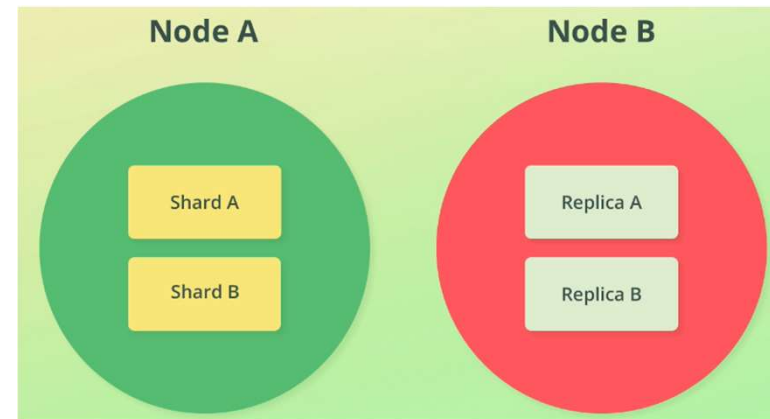 Node A
Node B
Shard A
Replica A
Shard B
Replica B